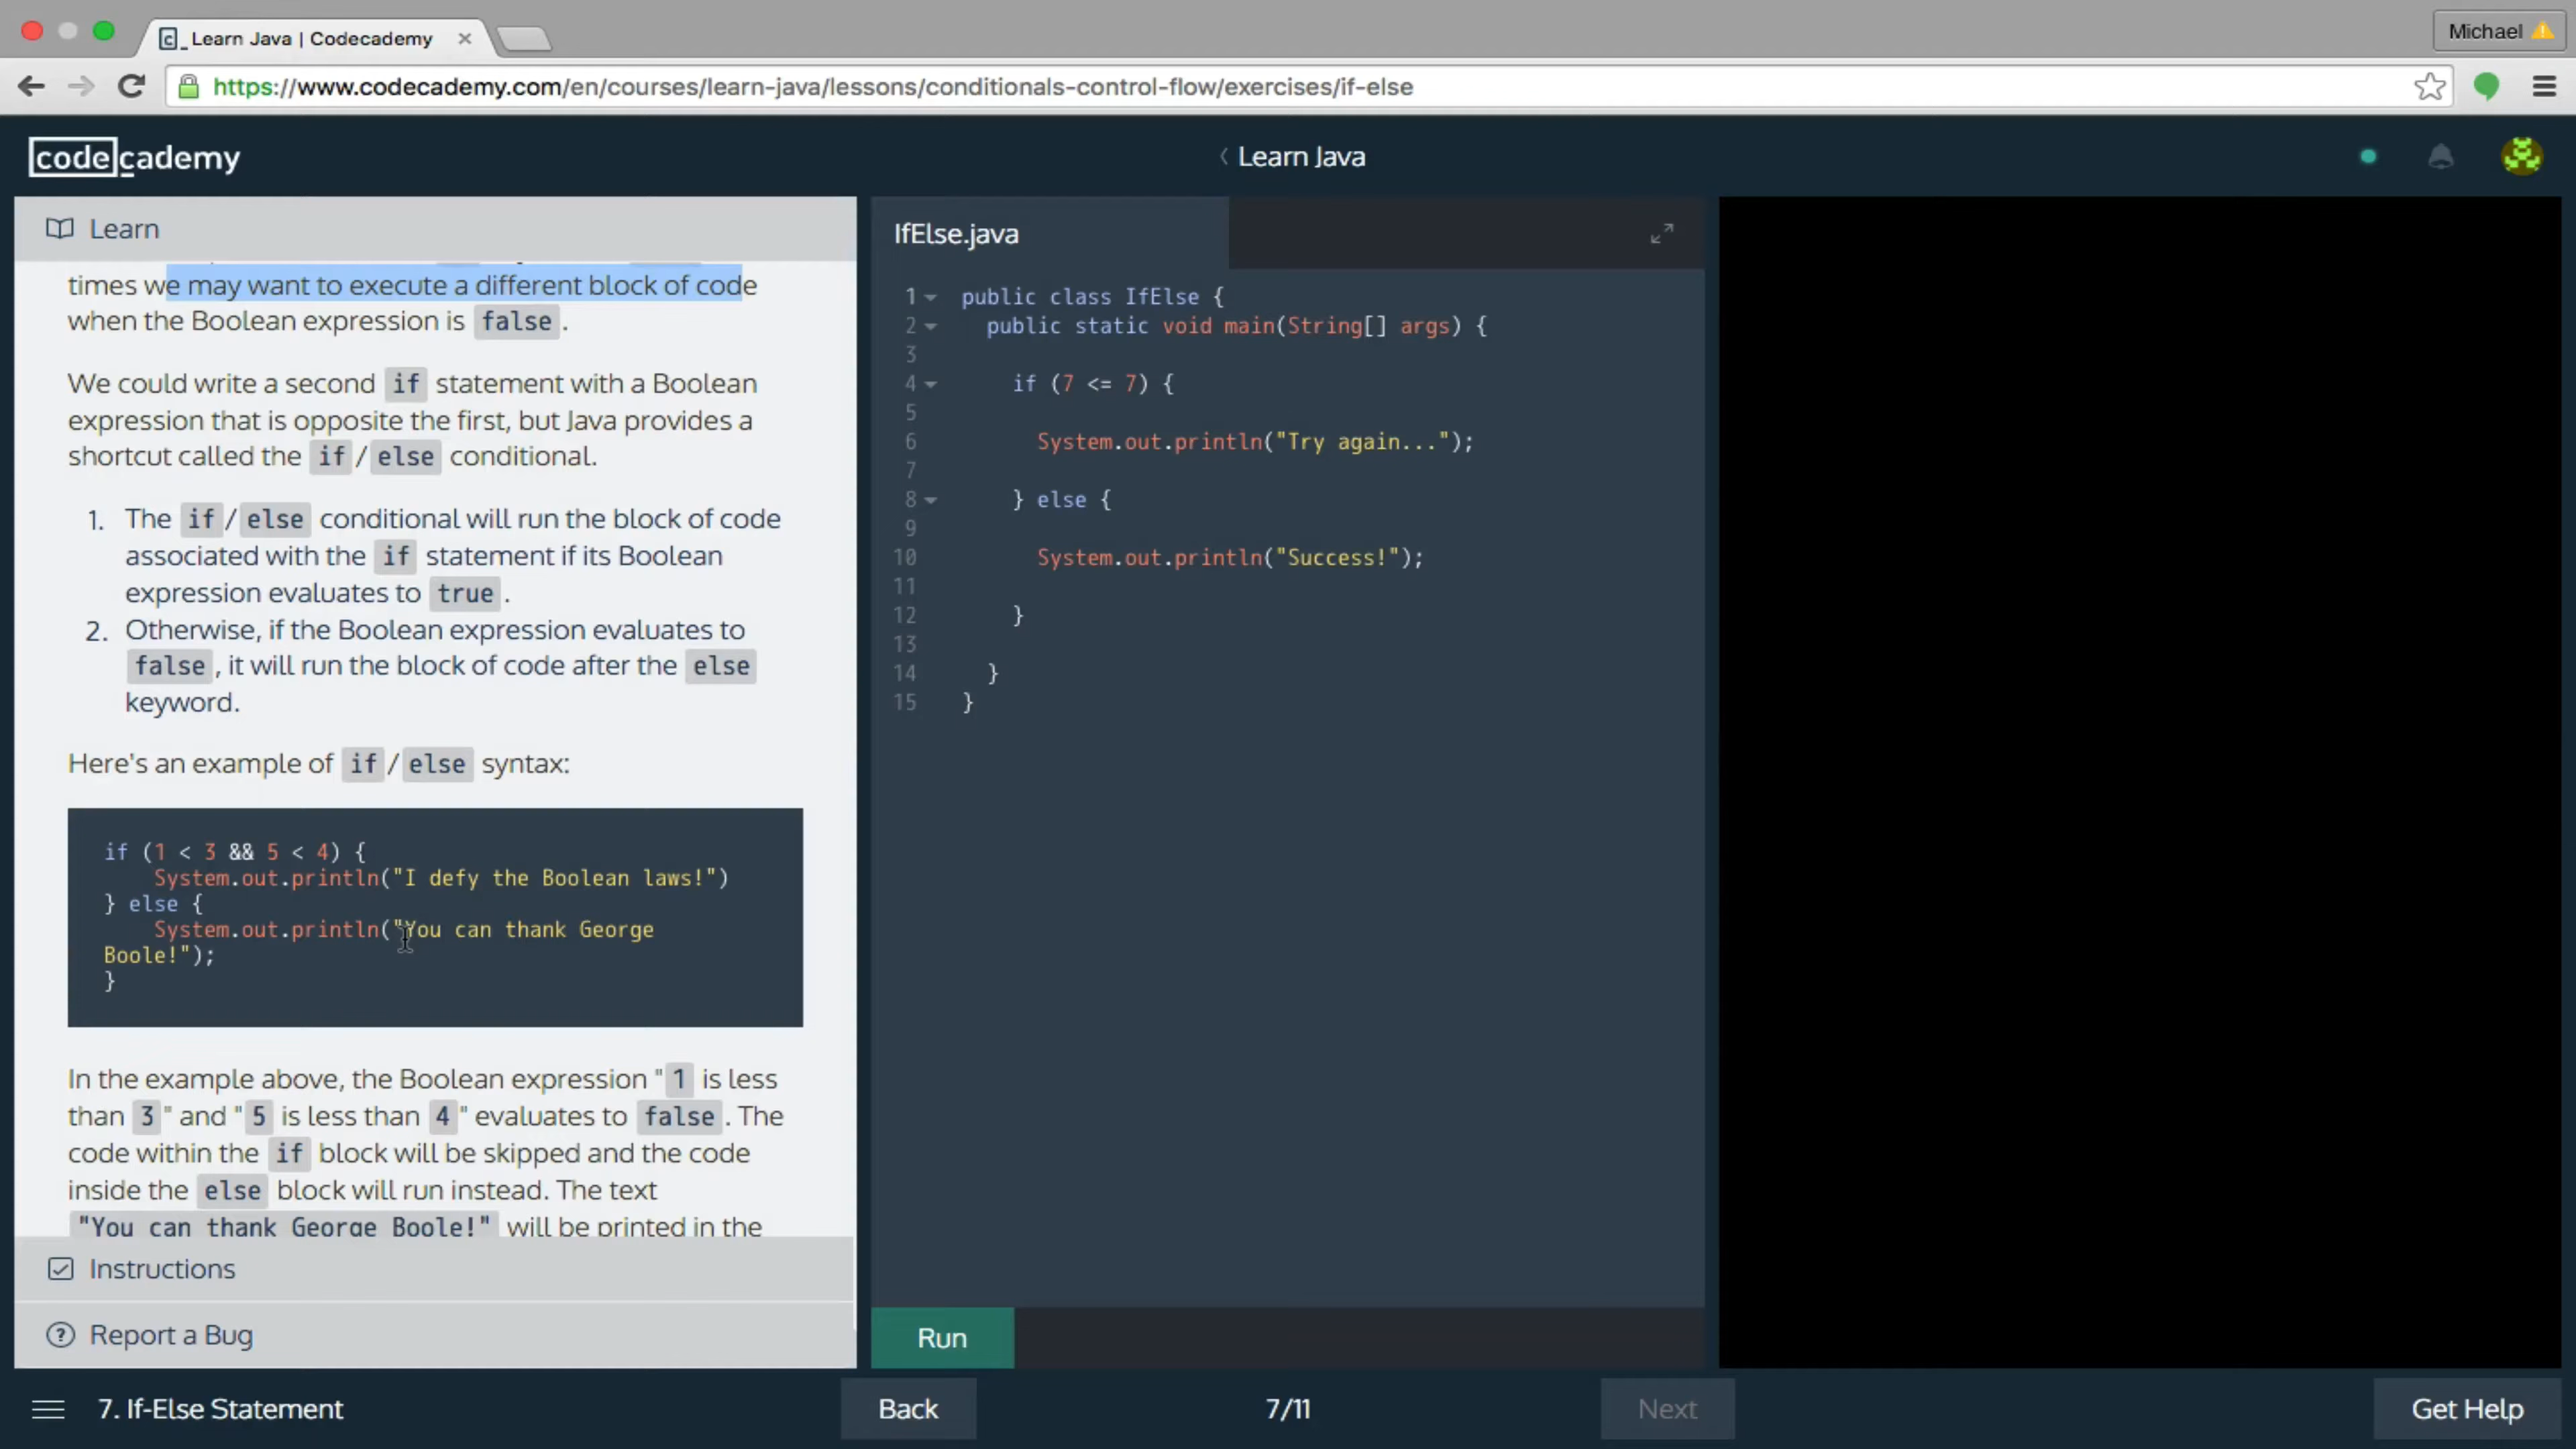 Learn Java | Codecademy
Michael
https://www.codecademy.com/en/courses/learn-java/lessons/conditionals-control-flow/exercises/if-else
codecademy
Learn Java
Learn
times we may want to execute a different block of code
when the Boolean expression is false.
We could write a second if statement with a Boolean
expression that is opposite the first, but Java provides a
shortcut called the if/else conditional.
1. The if/else conditional will run the block of code
associated with the if statement if its Boolean
expression evaluates to true.
2. Otherwise, if the Boolean expression evaluates to
false, it will run the block of code after the else
keyword.
Here's an example of if/else syntax:
if (1 < 3 && 5 < 4) {
System.out.println("I defy the Boolean laws!")
} else {
System.out.println("You can thank George
Boole!");
}
In the example above, the Boolean expression "1 is less
than 3" and "5 is less than 4" evaluates to false. The
code within the if block will be skipped and the code
inside the else block will run instead. The text
"You can thank George Boole!" will be printed in the
Instructions
Report a Bug
IfElse.java
1 public class IfElse {
2 public static void main(String[] args) {
3
4 if (7 <= 7) {
5
6 System.out.println("Try again...");
7
8 } else {
9
10 System.out.println("Success!");
11
12 }
13
14 }
15 }
Run
7. If-Else Statement
Back
7/11
Next
Get Help